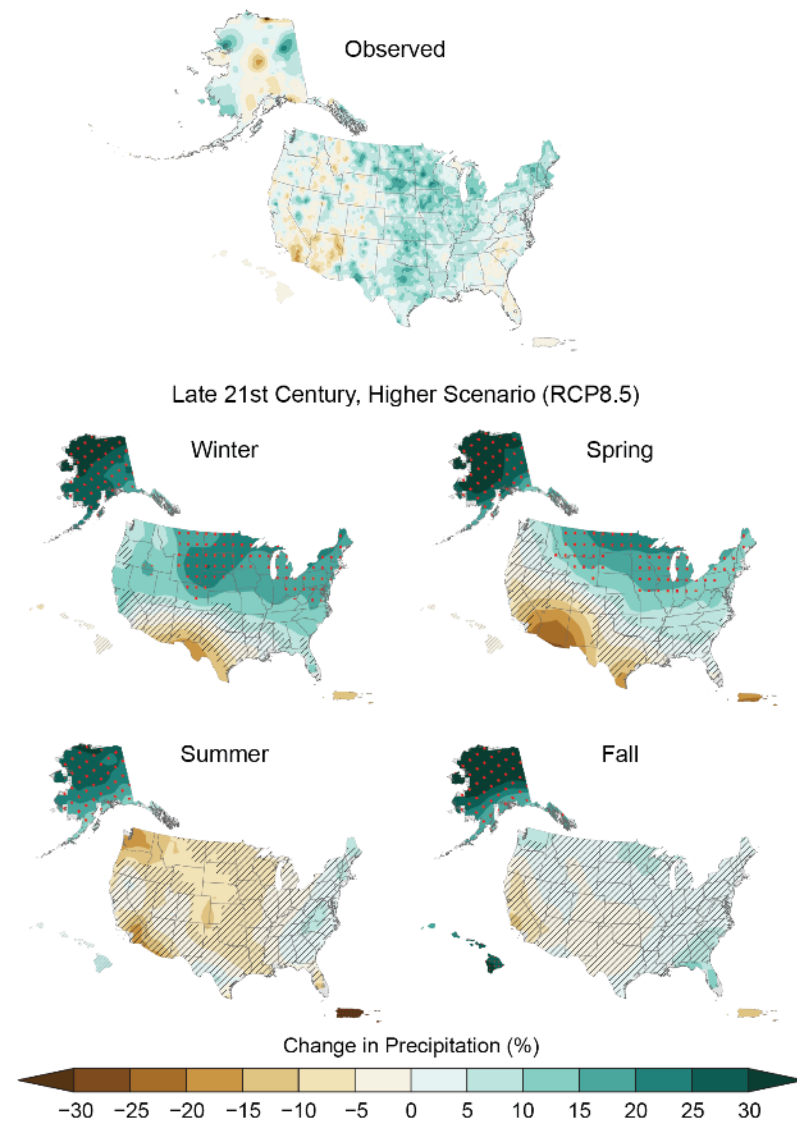 Observed
Late 21st Century, Higher Scenario (RCP8.5)
Winter
Spring
Summer
Fall
Change in Precipitation (%)
−30 −25 −20 −15 −10 −5 0 5 10 15 20 25 30